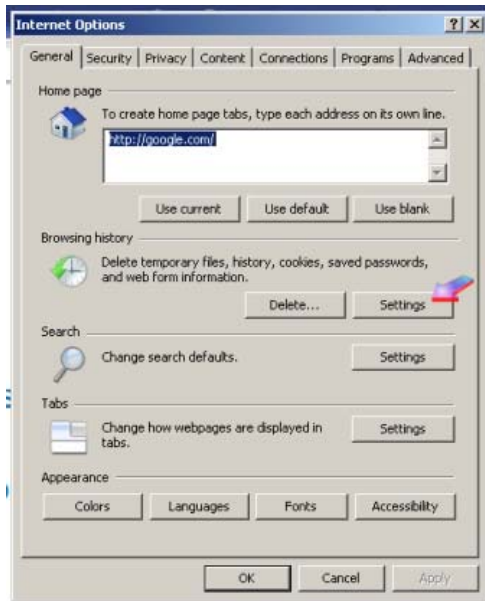 Internet Options
General Security Privacy Content Connections Programs Advanced
Home page
To create home page tabs, type each address on its own line.
http://google.com/
Use current Use default Use blank
Browsing history
Delete temporary files, history, cookies, saved passwords,
and web form information.
Delete... Settings
Search
Change search defaults. Settings
Tabs
Change how webpages are displayed in Settings
tabs.
Appearance
Colors Languages Fonts Accessibility
OK Cancel Apply